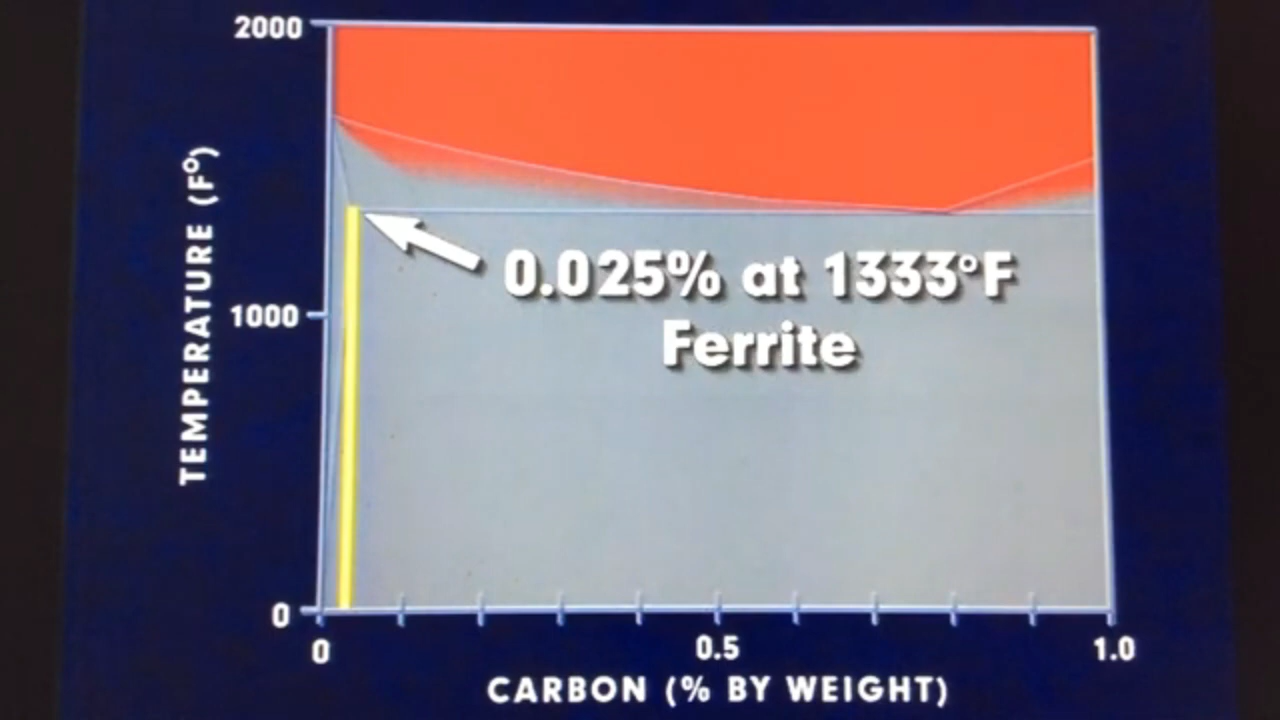 2000
TEMPERATURE (F°)
0.025% at 1333°F
1000
Ferrite
0
0 0.5 1.0
CARBON (% BY WEIGHT)